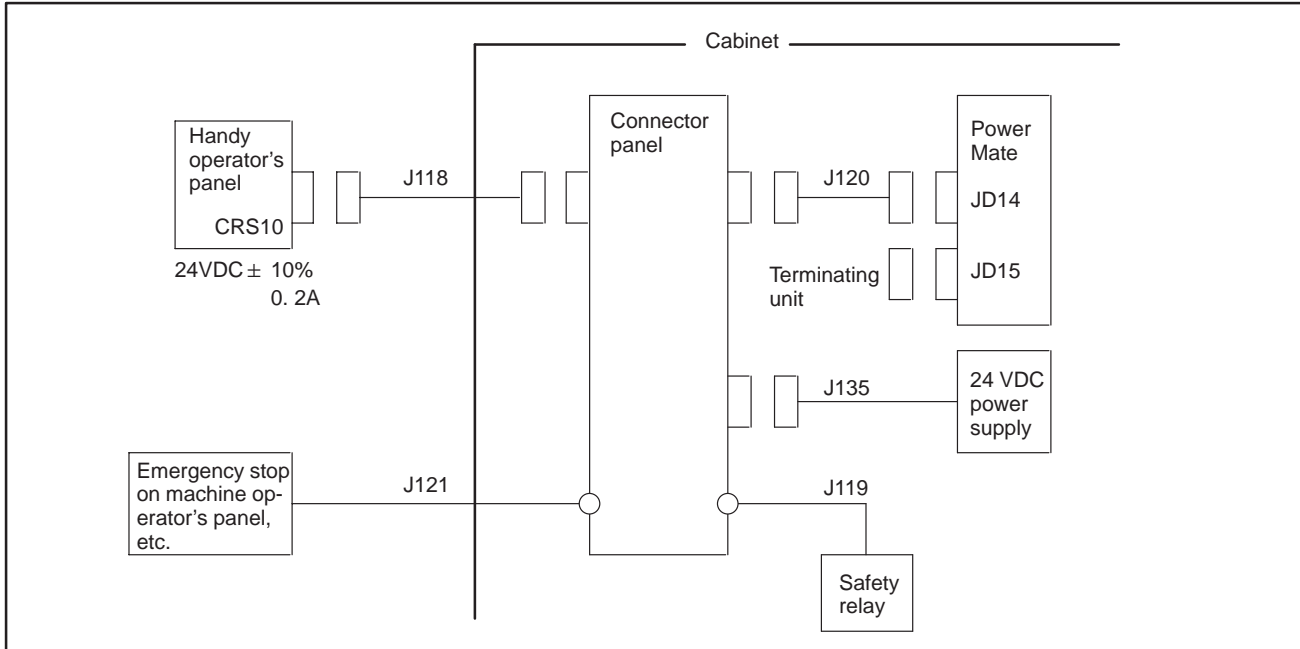 Cabinet
Handy
operator's
panel
CRS10
24VDC ± 10%
0. 2A
J118
Connector
panel
J120
Power
Mate
JD14
JD15
Terminating
unit
J135
24 VDC
power
supply
Emergency stop
on machine op-
erator's panel,
etc.
J121
J119
Safety
relay